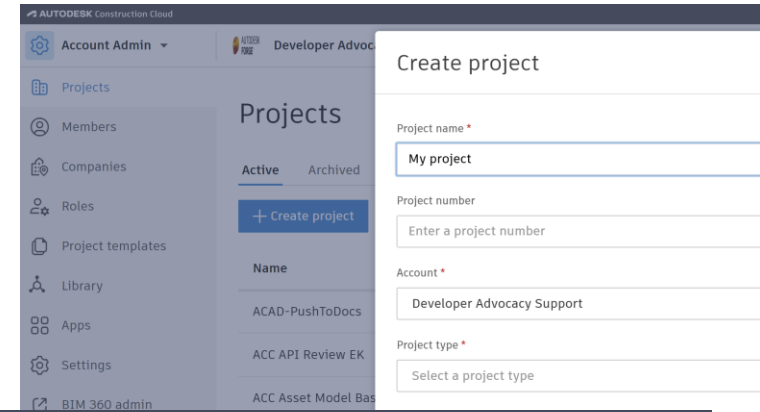 AUTODESK Construction Cloud
Account Admin
AUTODESK
FORGE
Developer Advoc
Projects
Members
Companies
Roles
Project templates
Library
Apps
Settings
BIM 360 admin
Projects
Active Archived
+ Create project
Name
ACAD-PushToDocs
ACC API Review EK
ACC Asset Model Bas
Create project
Project name *
My project
Project number
Enter a project number
Account *
Developer Advocacy Support
Project type *
Select a project type